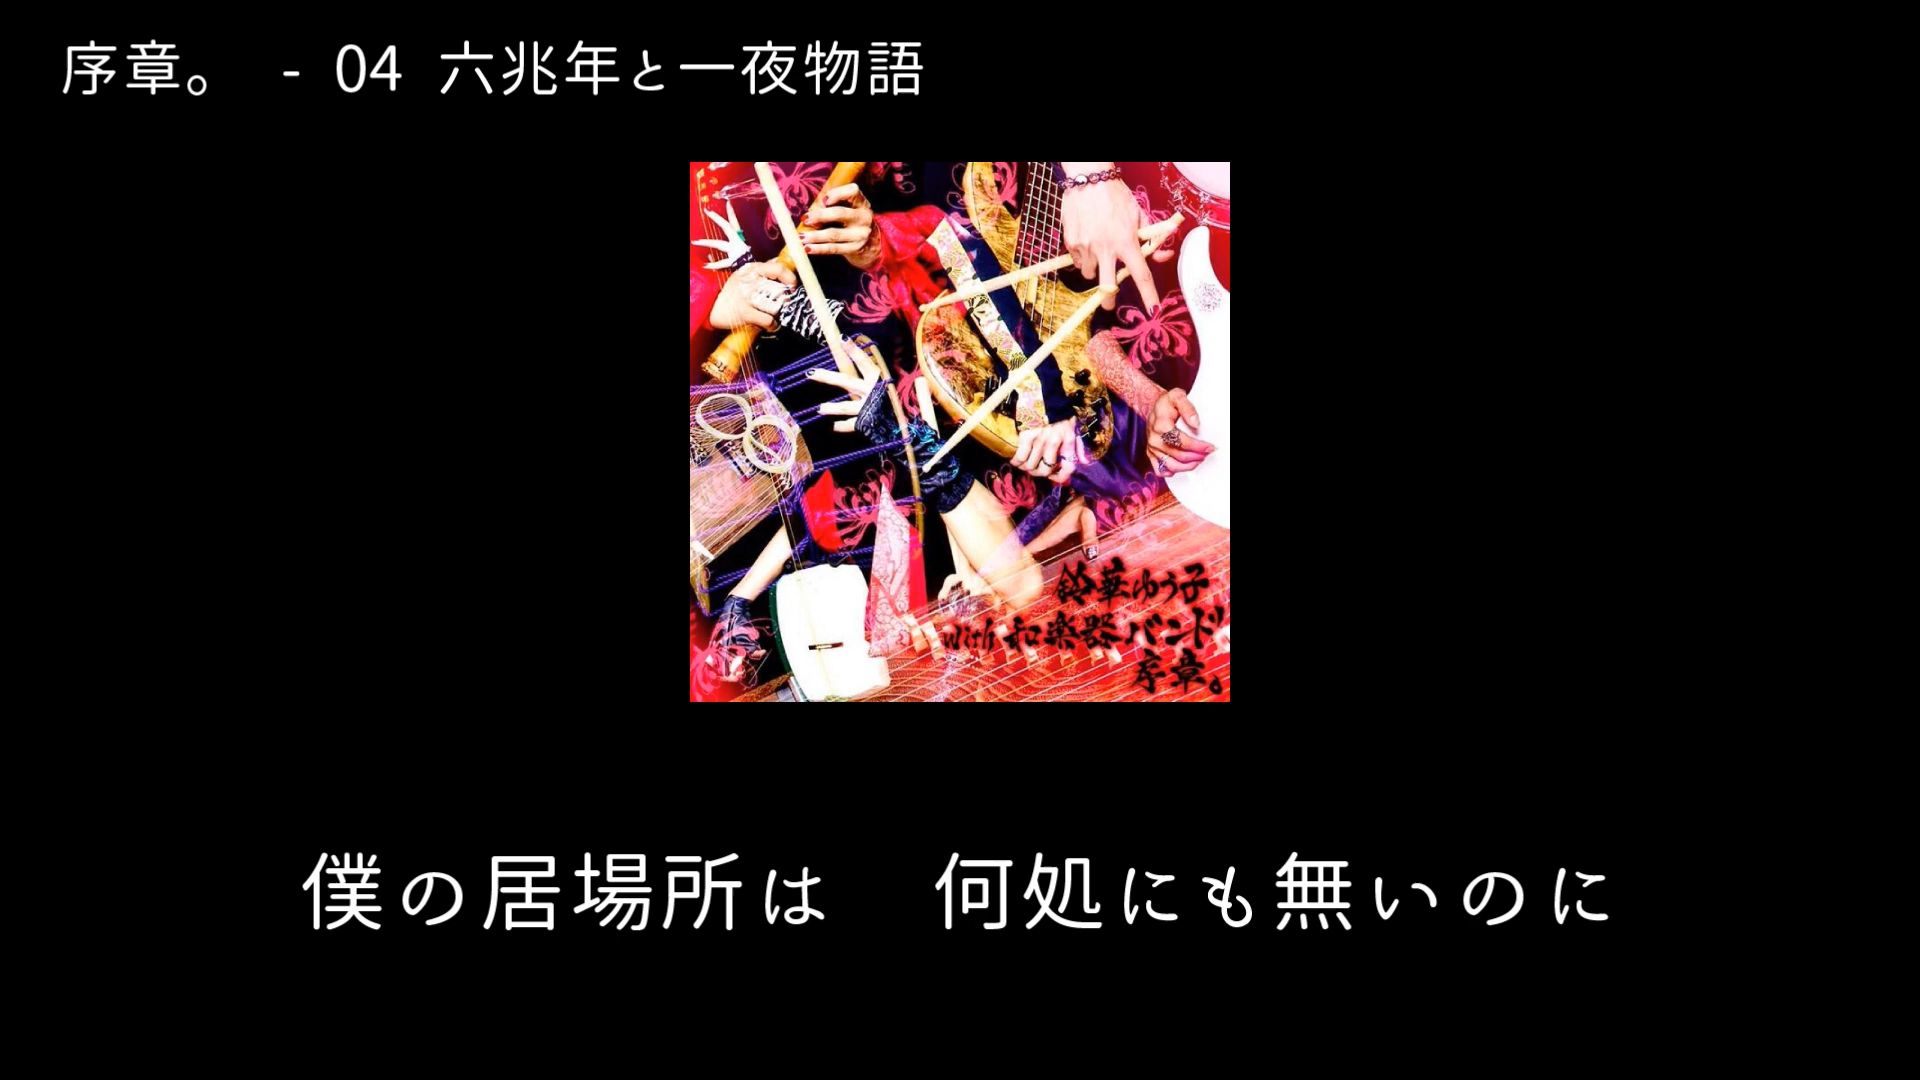 序章。 - 04 六兆年と一夜物語
鈴華ゆう子
with 和楽器バンド
序章。
僕の居場所は　何処にも無いのに